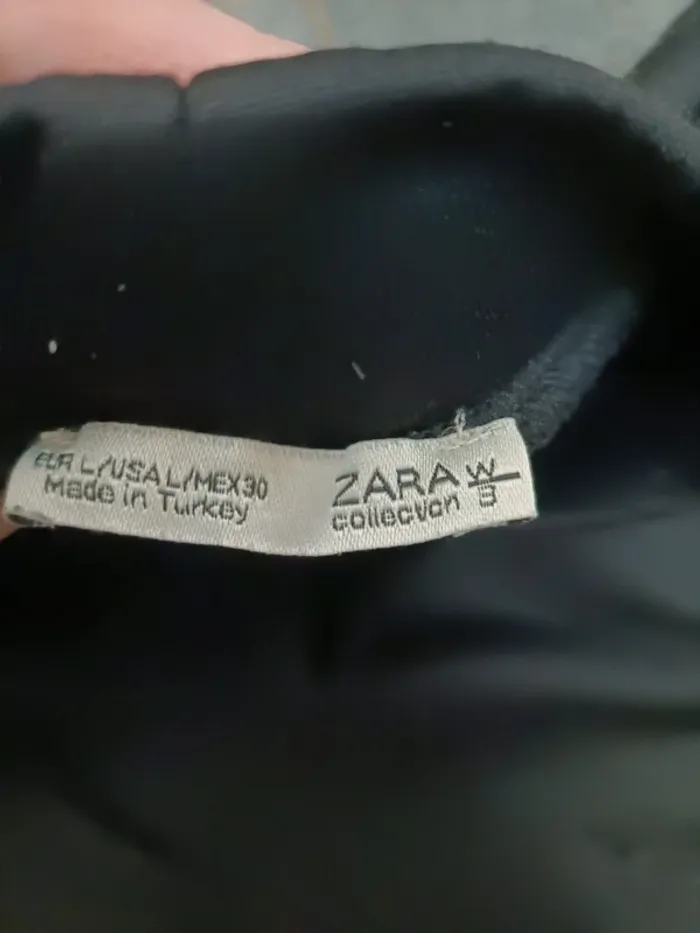 EUR L/USA L/MEX 30
Made in Turkey
ZARA W/B
collection